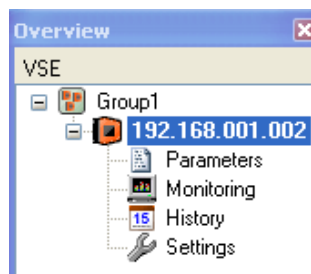 Overview
VSE
Group1
192.168.001.002
Parameters
Monitoring
15 History
Settings